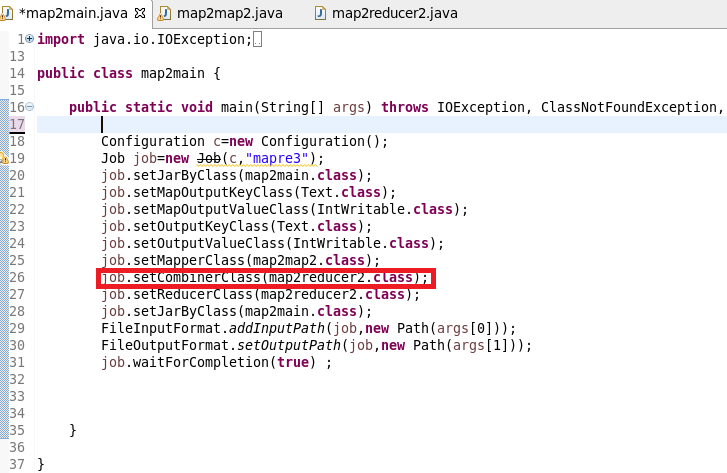 *map2main.java map2map2.java map2reducer2.java
1 import java.io.IOException;
13
14 public class map2main {
15
16 public static void main(String[] args) throws IOException, ClassNotFoundException,
17
18 Configuration c=new Configuration();
19 Job job=new Job(c,"mapre3");
20 job.setJarByClass(map2main.class);
21 job.setMapOutputKeyClass(Text.class);
22 job.setMapOutputValueClass(IntWritable.class);
23 job.setOutputKeyClass(Text.class);
24 job.setOutputValueClass(IntWritable.class);
25 job.setMapperClass(map2map2.class);
26 job.setCombinerClass(map2reducer2.class);
27 job.setReducerClass(map2reducer2.class);
28 job.setJarByClass(map2main.class);
29 FileInputFormat.addInputPath(job,new Path(args[0]));
30 FileOutputFormat.setOutputPath(job,new Path(args[1]));
31 job.waitForCompletion(true) ;
32
33
34
35 }
36
37 }